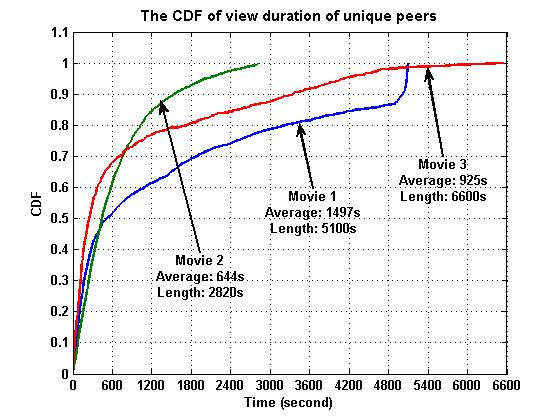 The CDF of view duration of unique peers
CDF
1.1
1
0.9
0.8
0.7
0.6
0.5
0.4
0.3
0.2
0.1
0
Movie 3
Average: 925s
Length: 6600s
Movie 1
Average: 1497s
Length: 5100s
Movie 2
Average: 644s
Length: 2820s
0 600 1200 1800 2400 3000 3600 4200 4800 5400 6000 6600
Time (second)